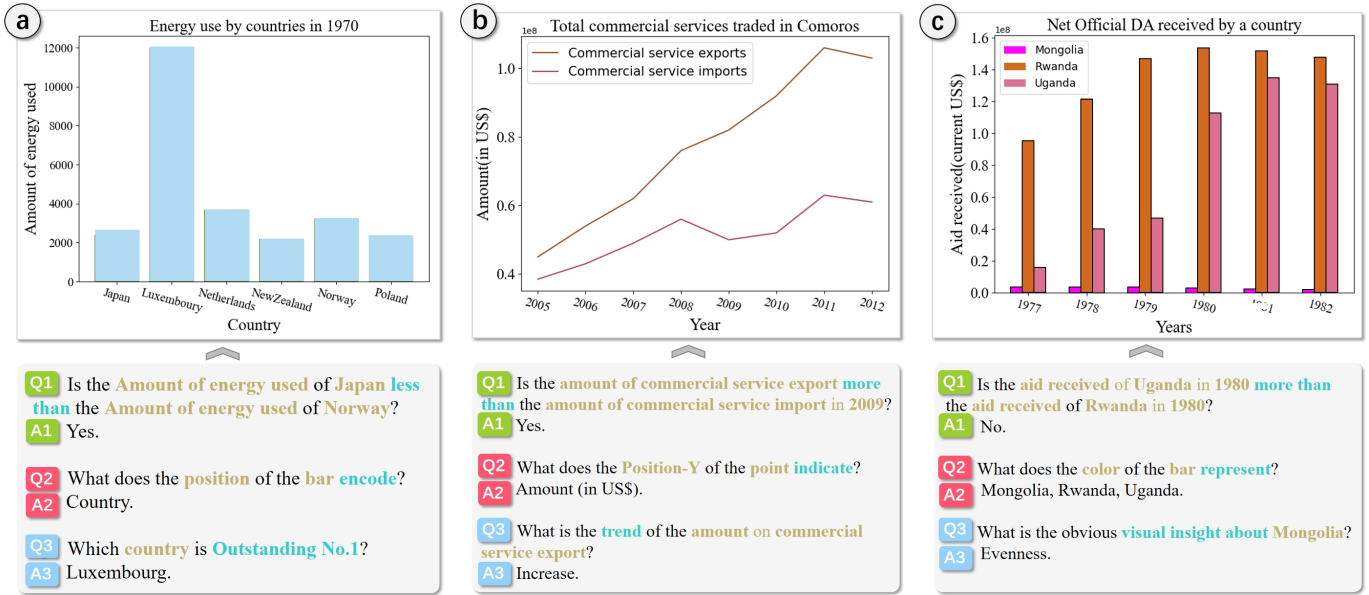 a
Energy use by countries in 1970
Amount of energy used
12000
10000
8000
6000
4000
2000
0
Japan
Luxemboury
Netherlands
NewZealand
Norway
Poland
Country
Q1 Is the Amount of energy used of Japan less
than the Amount of energy used of Norway?
A1 Yes.
Q2 What does the position of the bar encode?
A2 Country.
Q3 Which country is Outstanding No.1?
A3 Luxembourg.
b
Total commercial services traded in Comoros
1e8
Commercial service exports
Commercial service imports
Amount(in US$)
1.0
0.8
0.6
0.4
2005
2006
2007
2008
2009
2010
2011
2012
Year
Q1 Is the amount of commercial service export more
than the amount of commercial service import in 2009?
A1 Yes.
Q2 What does the Position-Y of the point indicate?
A2 Amount (in US$).
Q3 What is the trend of the amount on commercial
service export?
A3 Increase.
c
Net Official DA received by a country
1e8
Mongolia
Rwanda
Uganda
Aid received(current US$)
1.6
1.4
1.2
1.0
0.8
0.6
0.4
0.2
0.0
1977
1978
1979
1980
1982
Years
Q1 Is the aid received of Uganda in 1980 more than
the aid received of Rwanda in 1980?
A1 No.
Q2 What does the color of the bar represent?
A2 Mongolia, Rwanda, Uganda.
Q3 What is the obvious visual insight about Mongolia?
A3 Evenness.